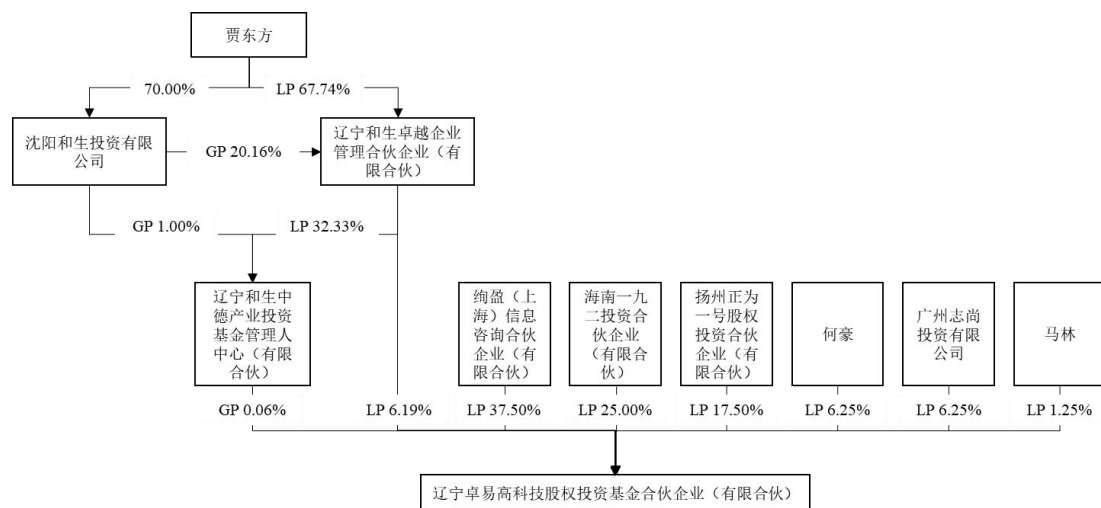 贾东方
70.00%
LP 67.74%
沈阳和生投资有限
公司
GP 20.16%
辽宁和生卓越企业
管理合伙企业（有
限合伙）
GP 1.00%
LP 32.33%
辽宁和生中
德产业投资
基金管理人
中心（有限
合伙）
绚盈（上
海）信息
咨询合伙
企业（有
限合伙）
海南一九
二投资合
伙企业
（有限合
伙）
扬州正为
一号股权
投资合伙
企业（有
限合伙）
何豪
广州志尚
投资有限
公司
马林
GP 0.06%
LP 6.19%
LP 37.50%
LP 25.00%
LP 17.50%
LP 6.25%
LP 6.25%
LP 1.25%
辽宁卓易高科技股权投资基金合伙企业（有限合伙）